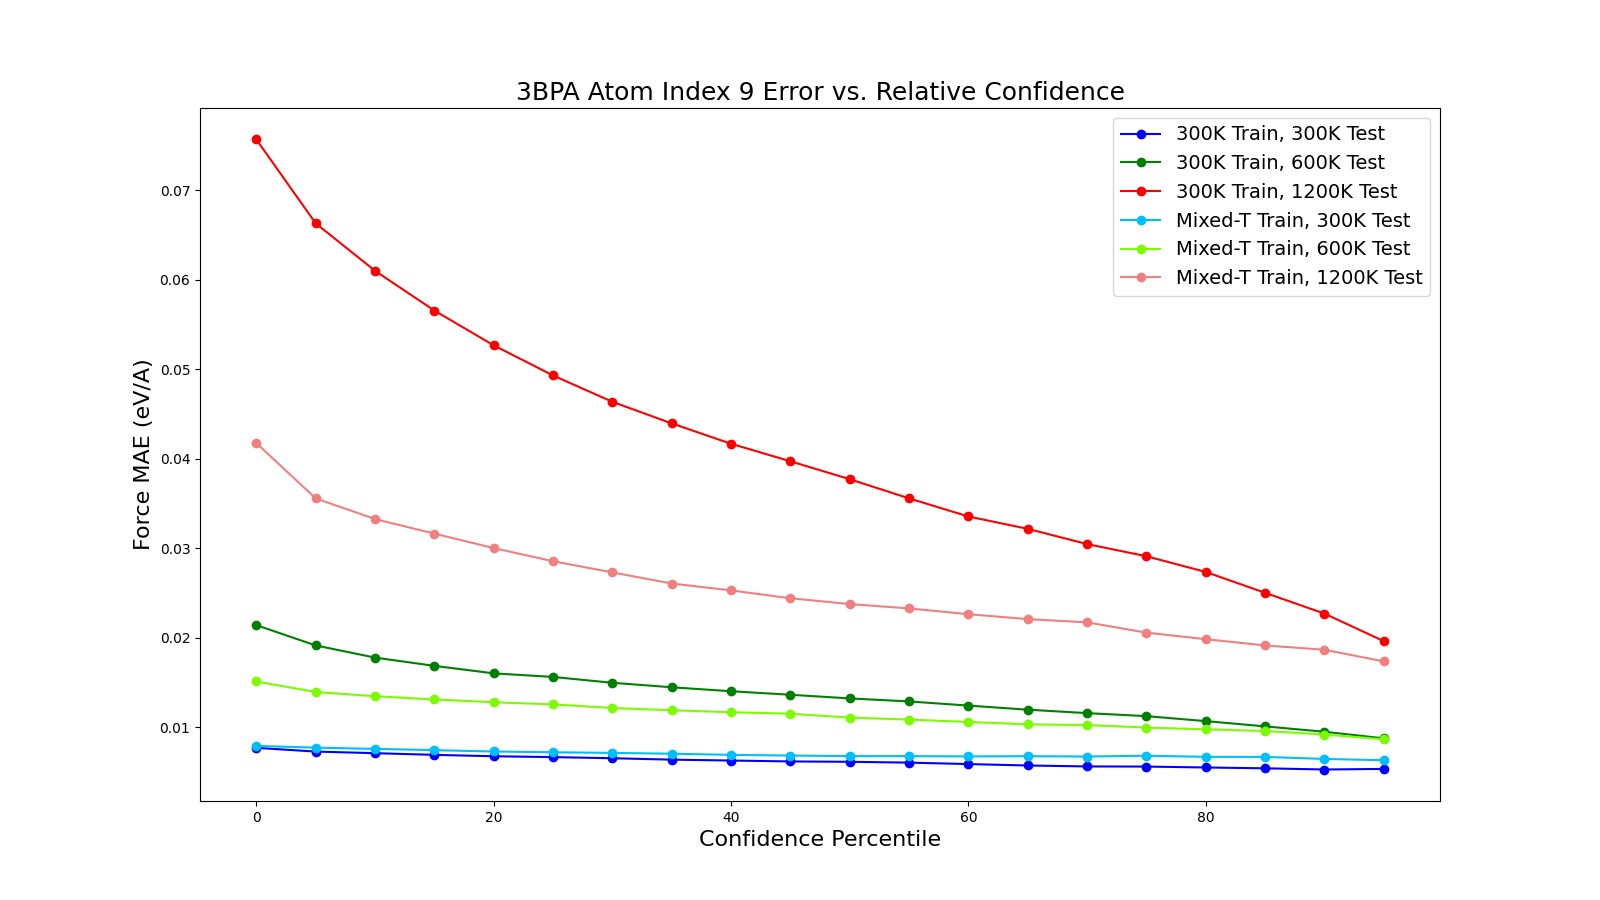 3BPA Atom Index 9 Error vs. Relative Confidence
300K Train, 300K Test
300K Train, 600K Test
300K Train, 1200K Test
Mixed-T Train, 300K Test
Mixed-T Train, 600K Test
Mixed-T Train, 1200K Test
Force MAE (eV/A)
0.07
0.06
0.05
0.04
0.03
0.02
0.01
0
20
40
60
80
Confidence Percentile